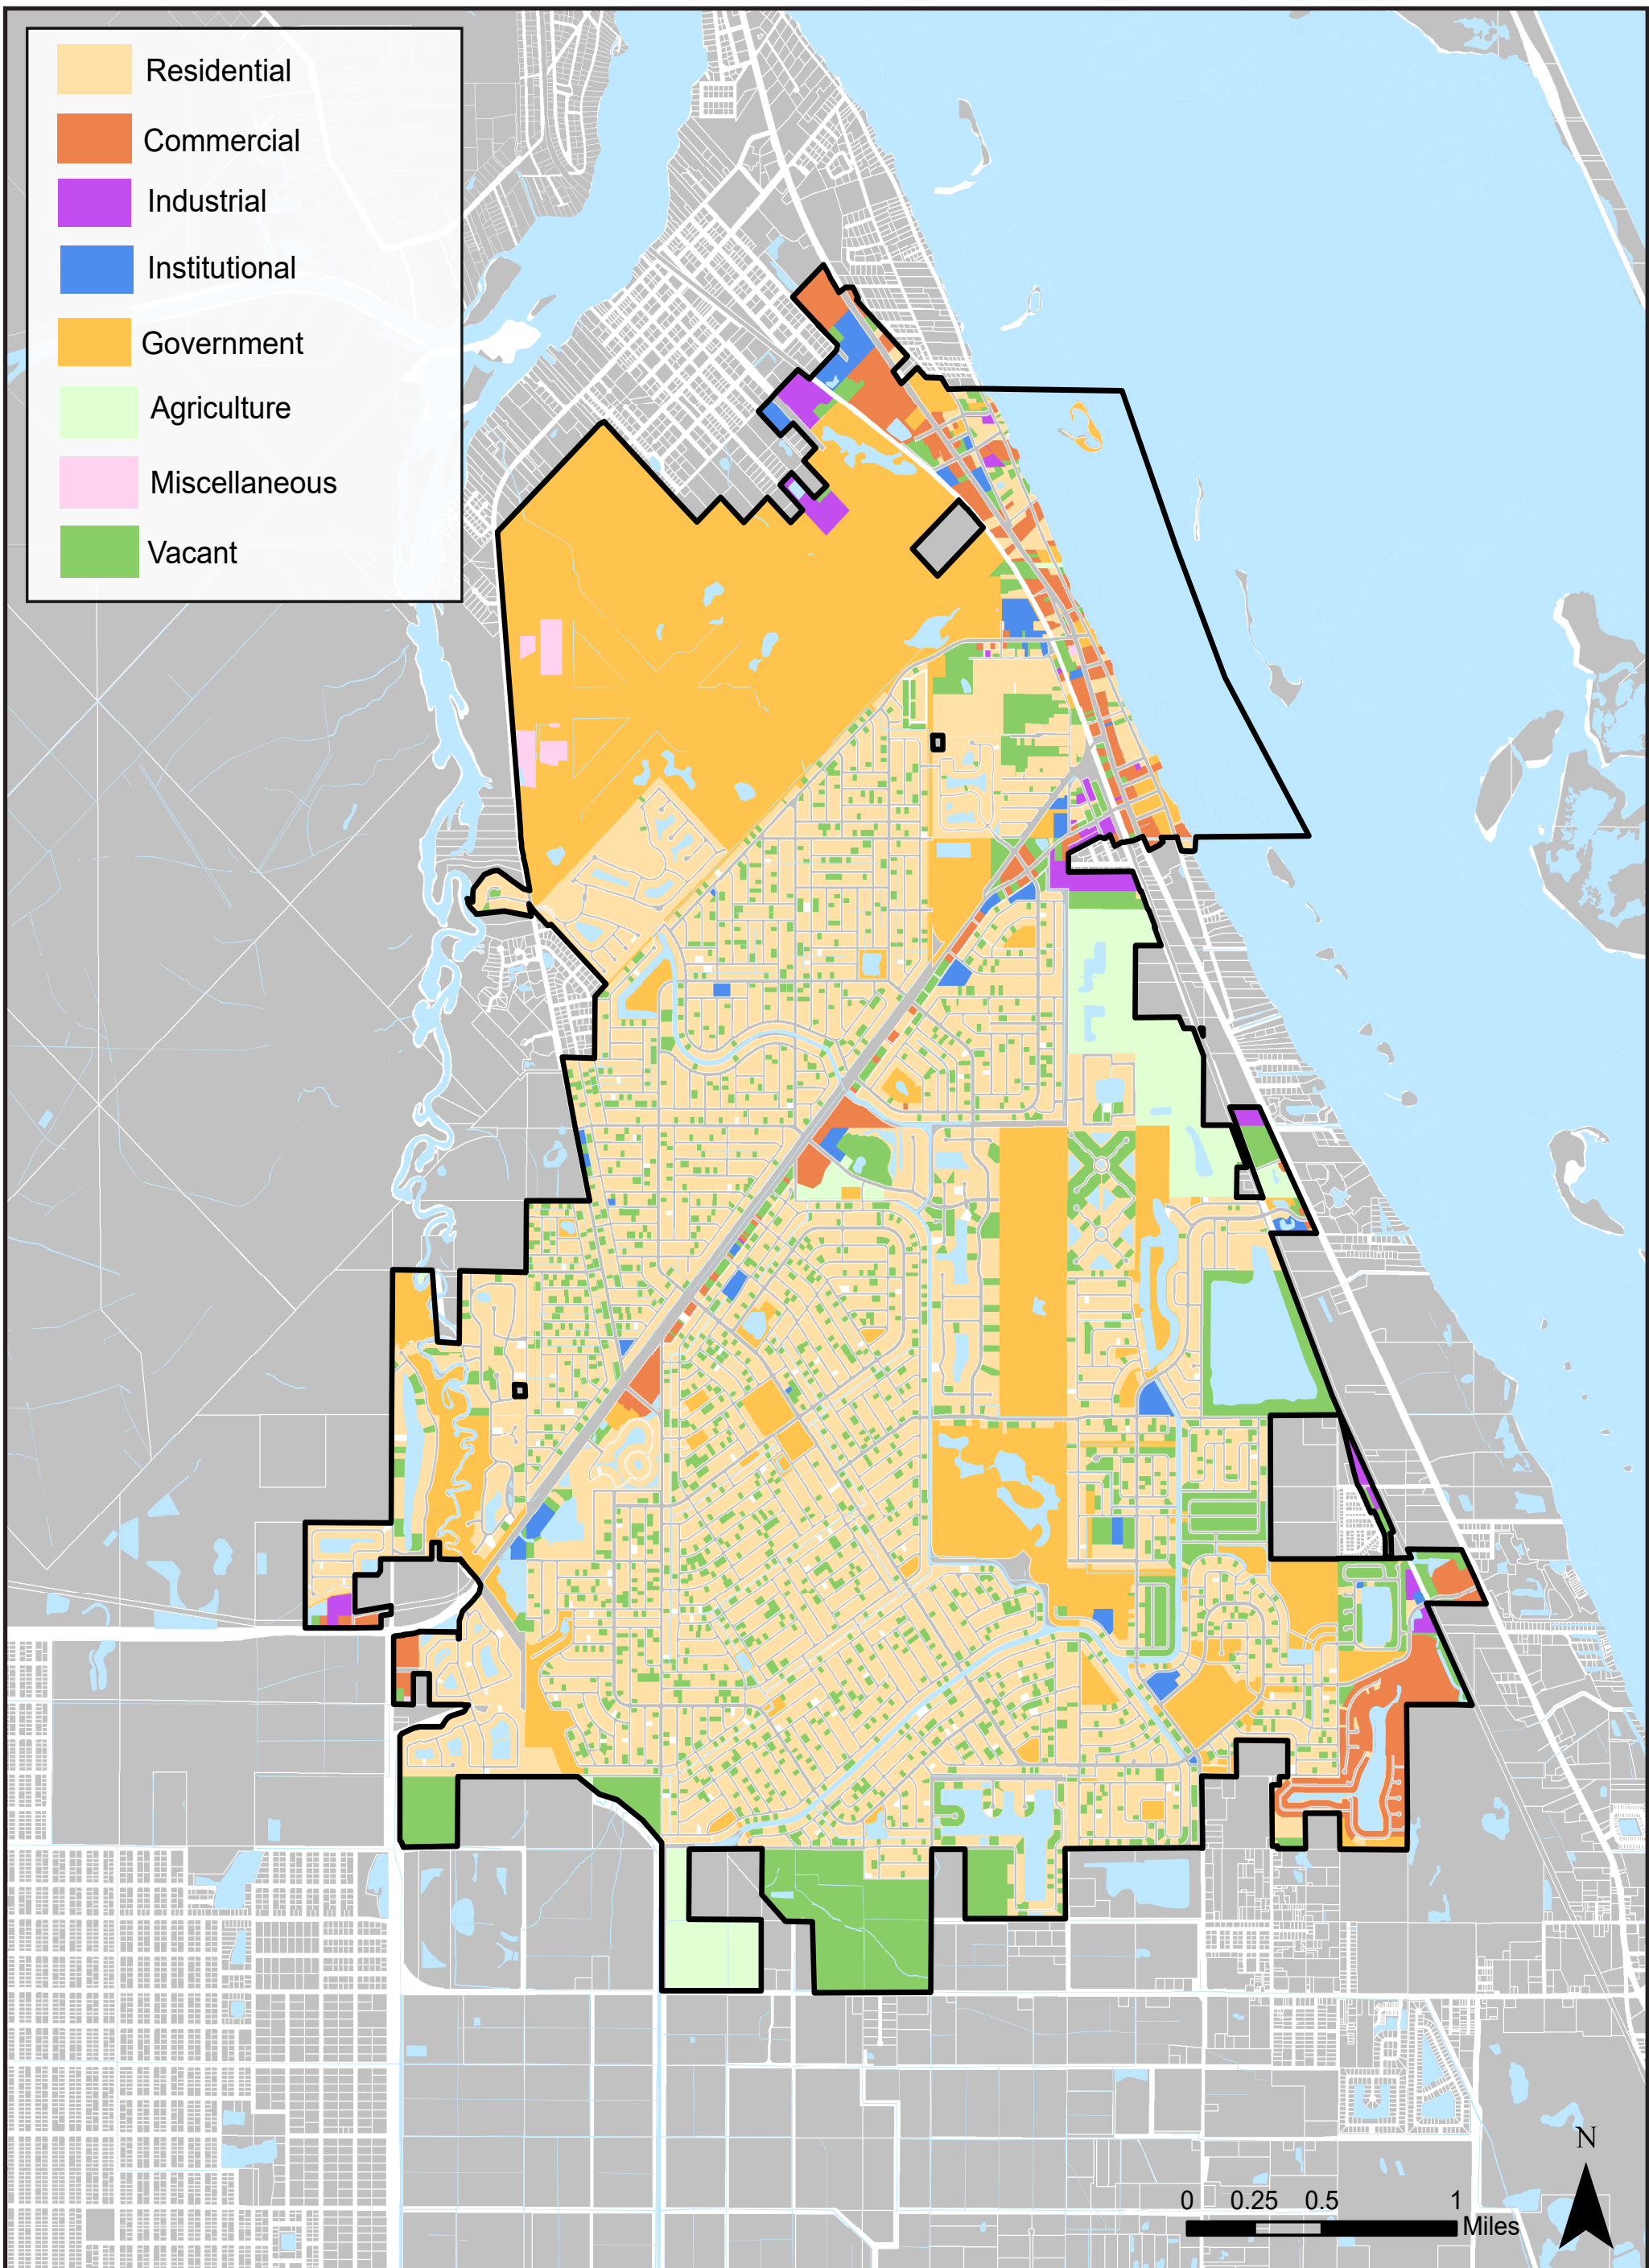 Residential
Commercial
Industrial
Institutional
Government
Agriculture
Miscellaneous
Vacant
N
0 0.25 0.5 1
Miles